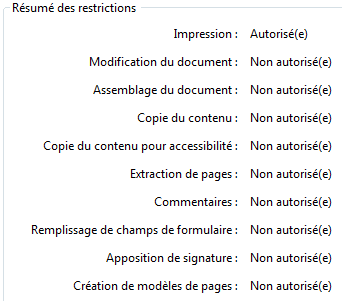 Résumé des restrictions
Impression : Autorisé(e)
Modification du document : Non autorisé(e)
Assemblage du document : Non autorisé(e)
Copie du contenu : Non autorisé(e)
Copie du contenu pour accessibilité : Non autorisé(e)
Extraction de pages : Non autorisé(e)
Commentaires : Non autorisé(e)
Remplissage de champs de formulaire : Non autorisé(e)
Apposition de signature : Non autorisé(e)
Création de modèles de pages : Non autorisé(e)